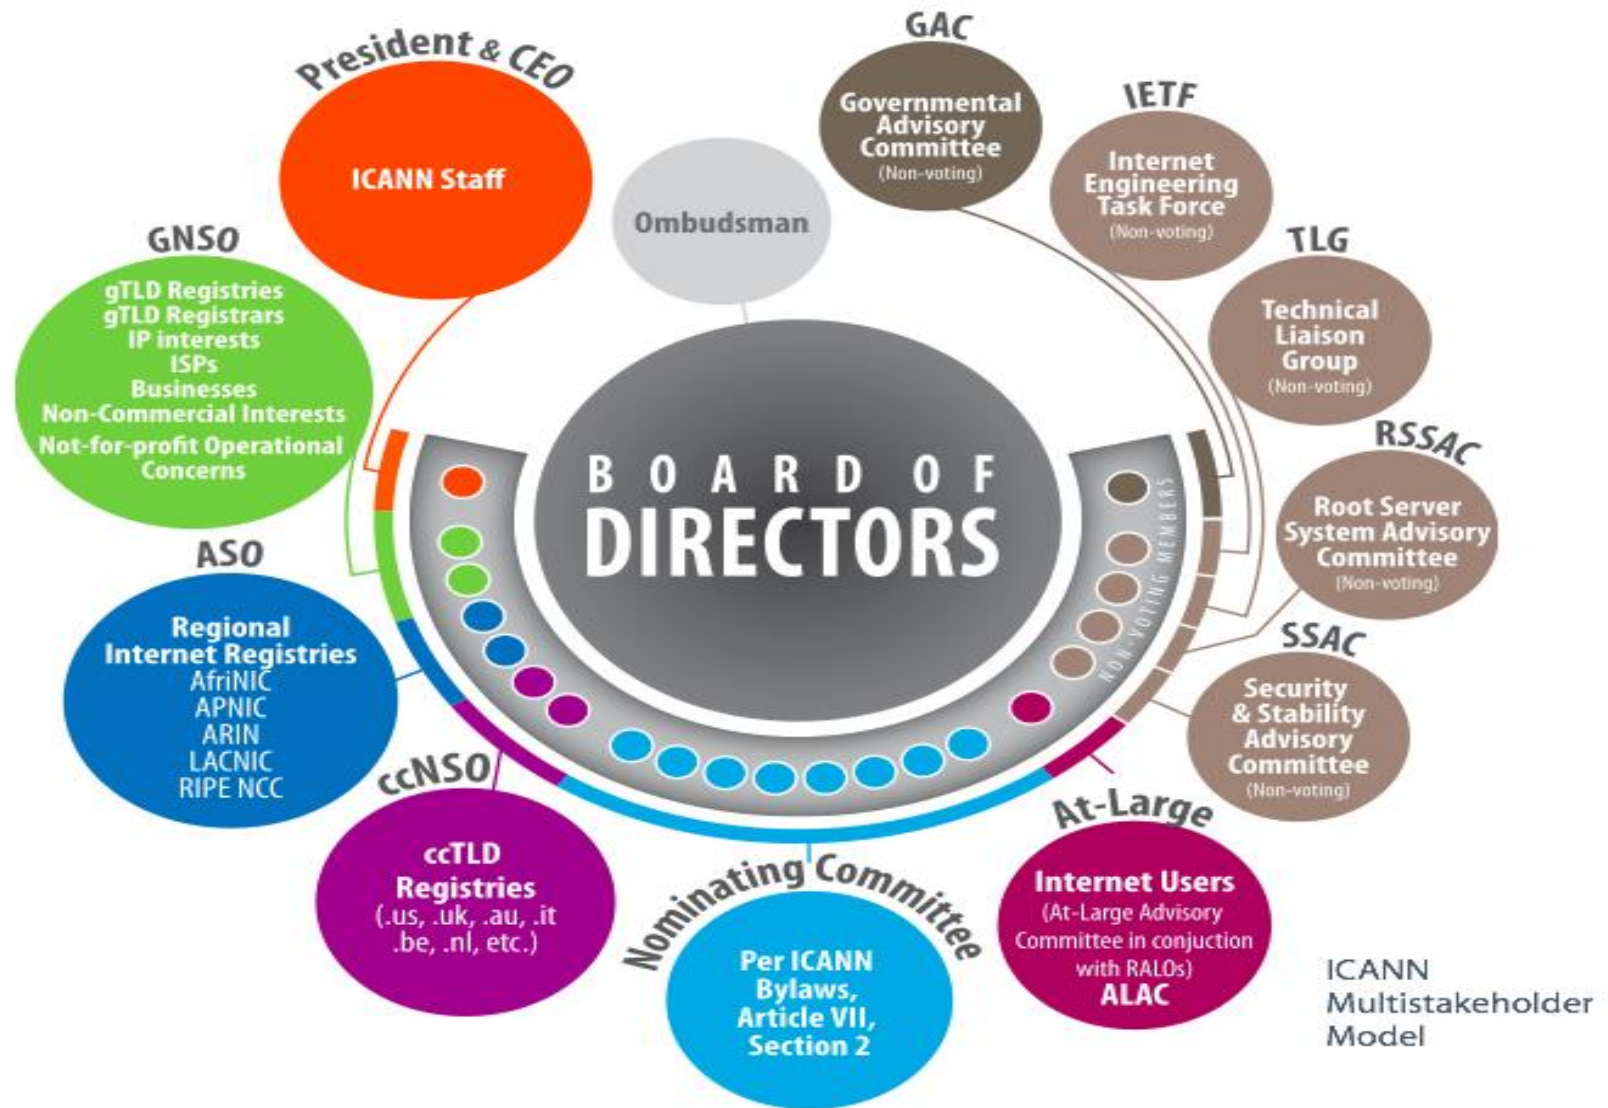 President & CEO
ICANN Staff
Ombudsman
GAC
Governmental
Advisory
Committee
(Non-voting)
IETF
Internet
Engineering
Task Force
(Non-voting)
TLG
Technical
Liaison
Group
(Non-voting)
GNSO
gTLD Registries
gTLD Registrars
IP interests
ISPs
Businesses
Non-Commercial Interests
Not-for-profit Operational
Concerns
BOARD OF
DIRECTORS
NON-VOTING MEMBERS
RSSAC
Root Server
System Advisory
Committee
(Non-voting)
ASO
Regional
Internet Registries
AfriNIC
APNIC
ARIN
LACNIC
RIPE NCC
SSAC
Security
& Stability
Advisory
Committee
(Non-voting)
ccNSO
ccTLD
Registries
(.us, .uk, .au, .it
.be, .nl, etc.)
Nominating Committee
Per ICANN
Bylaws,
Article VII,
Section 2
At-Large
Internet Users
(At-Large Advisory
Committee in conjuction
with RALOs)
ALAC
ICANN
Multistakeholder
Model